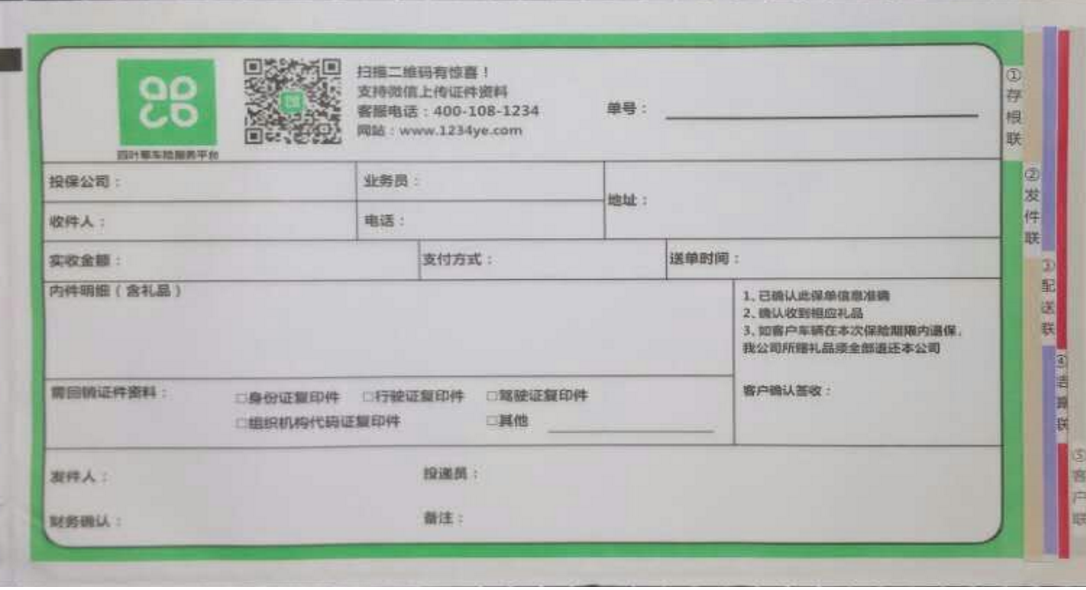 扫描二维码有惊喜！
支持微信上传证件资料
客服电话：400-108-1234
网站：www.1234ye.com
单号：
四叶草车险服务平台
投保公司：
业务员：
地址：
收件人：
电话：
实收金额：
支付方式：
送单时间：
内件明细（含礼品）
1、已确认此保单信息准确
2、确认收到相应礼品
3、如客户车辆在本次保险期限内退保，
我公司所赠礼品须全部退还本公司
客户确认签收：
需回销证件资料：
□身份证复印件 □行驶证复印件 □驾驶证复印件
□组织机构代码证复印件 □其他
发件人：
投递员：
财务确认：
备注：
①存根联
②发件联
③配送联
④结算联
⑤客户联